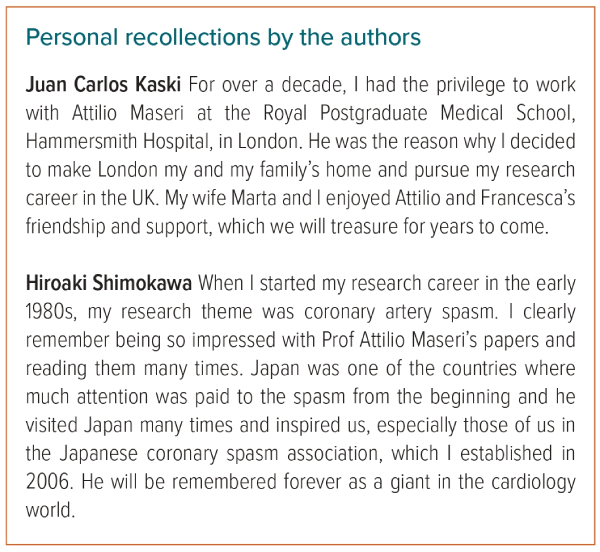 Personal recollections by the authors
Juan Carlos Kaski For over a decade, I had the privilege to work
with Attilio Maseri at the Royal Postgraduate Medical School,
Hammersmith Hospital, in London. He was the reason why I decided
to make London my and my family’s home and pursue my research
career in the UK. My wife Marta and I enjoyed Attilio and Francesca’s
friendship and support, which we will treasure for years to come.
Hiroaki Shimokawa When I started my research career in the early
1980s, my research theme was coronary artery spasm. I clearly
remember being so impressed with Prof Attilio Maseri’s papers and
reading them many times. Japan was one of the countries where
much attention was paid to the spasm from the beginning and he
visited Japan many times and inspired us, especially those of us in
the Japanese coronary spasm association, which I established in
2006. He will be remembered forever as a giant in the cardiology
world.